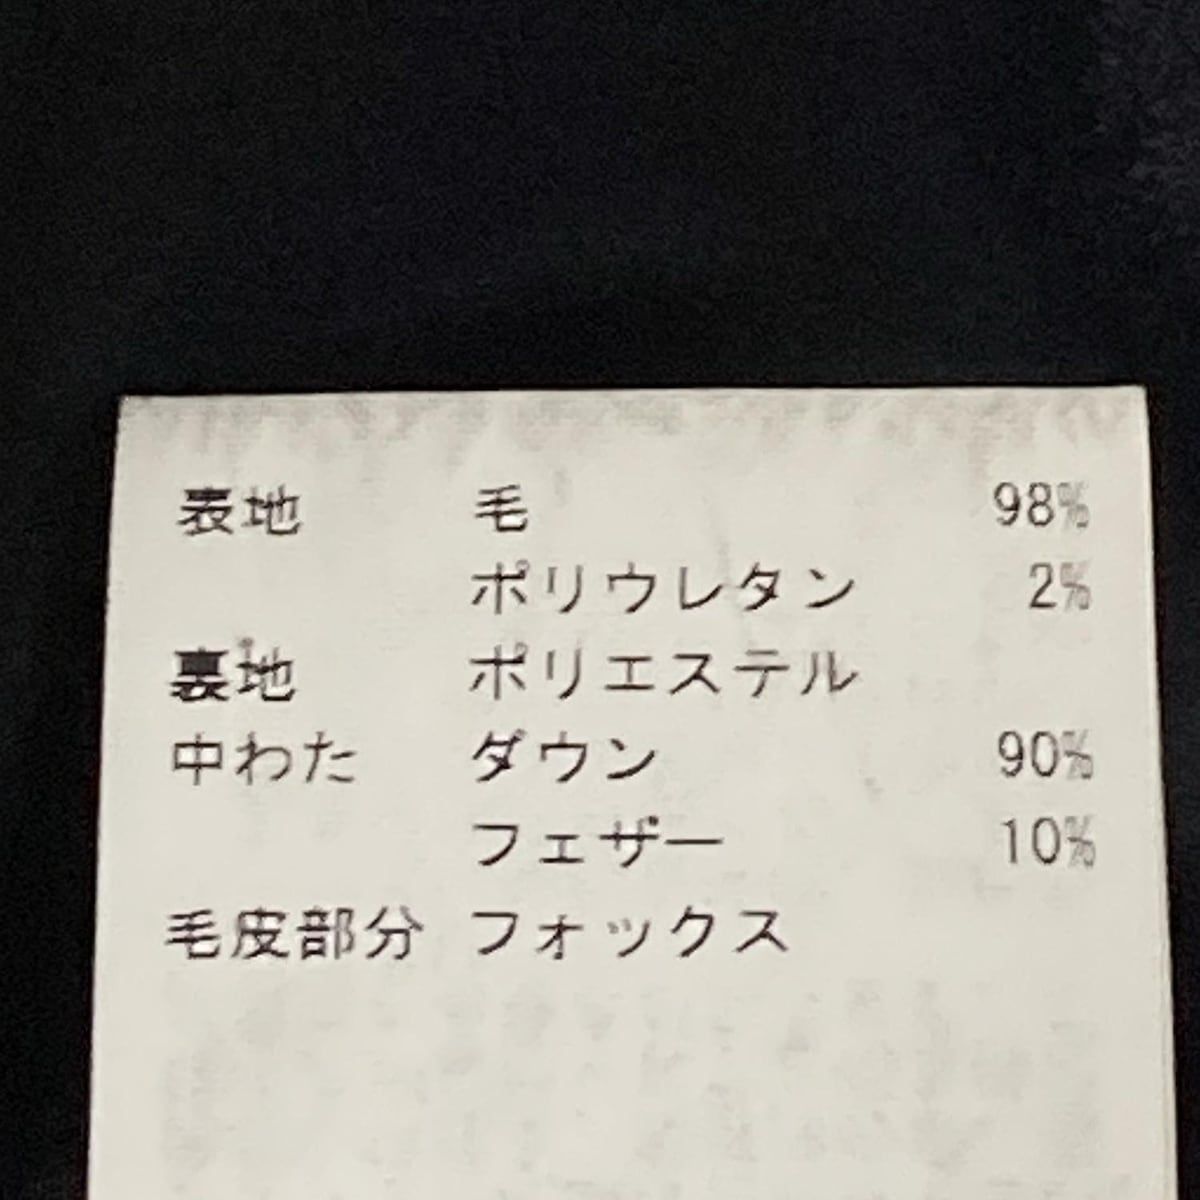 表地 毛 98%
ポリウレタン 2%
裏地 ポリエステル
中わた ダウン 90%
フェザー 10%
毛皮部分 フォックス